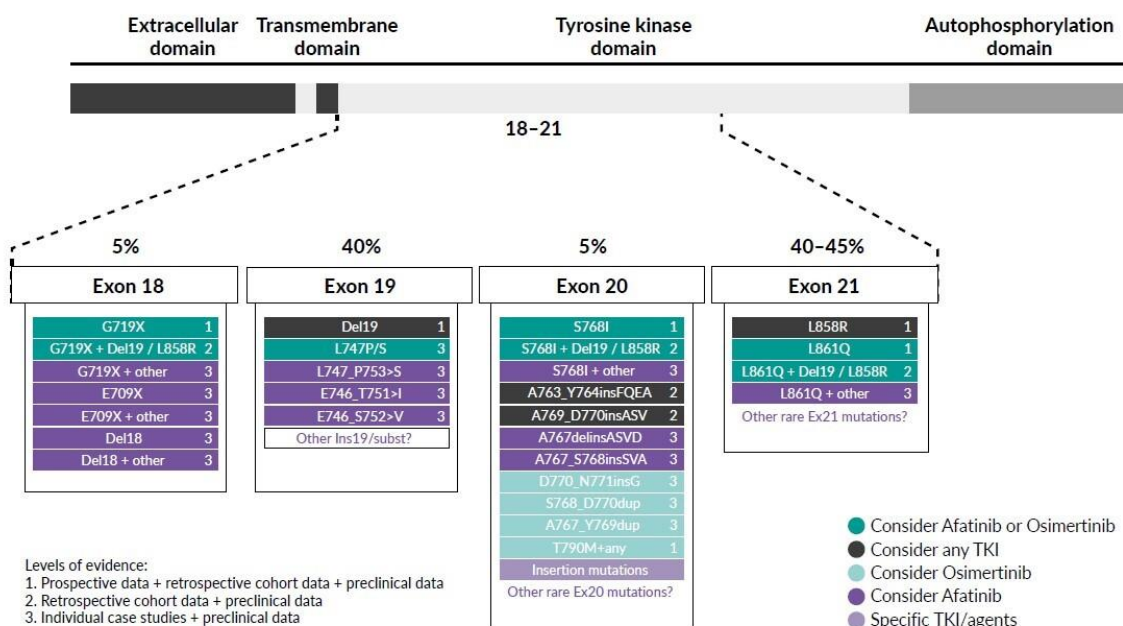 Extracellular
domain
Transmembrane
domain
Tyrosine kinase
domain
Autophosphorylation
domain
18–21
5%
Exon 18
G719X 1
G719X + Del19 / L858R 2
G719X + other 3
E709X 3
E709X + other 3
Del18 3
Del18 + other 3
40%
Exon 19
Del19 1
L747P/S 3
L747_P753>S 3
E746_T751>I 3
E746_S752>V 3
Other Ins19/subst?
5%
Exon 20
S768I 1
S768I + Del19 / L858R 2
S768I + other 3
A763_Y764insFQEA 2
A769_D770insASV 2
A767delinsASVD 3
A767_S768insSVA 3
D770_N771insG 3
S768_D770dup 3
A767_Y769dup 3
T790M+any 1
Insertion mutations
Other rare Ex20 mutations?
40–45%
Exon 21
L858R 1
L861Q 1
L861Q + Del19 / L858R 2
L861Q + other 3
Other rare Ex21 mutations?
Levels of evidence:
1. Prospective data + retrospective cohort data + preclinical data
2. Retrospective cohort data + preclinical data
3. Individual case studies + preclinical data
Consider Afatinib or Osimertinib
Consider any TKI
Consider Osimertinib
Consider Afatinib
Specific TKI/agents